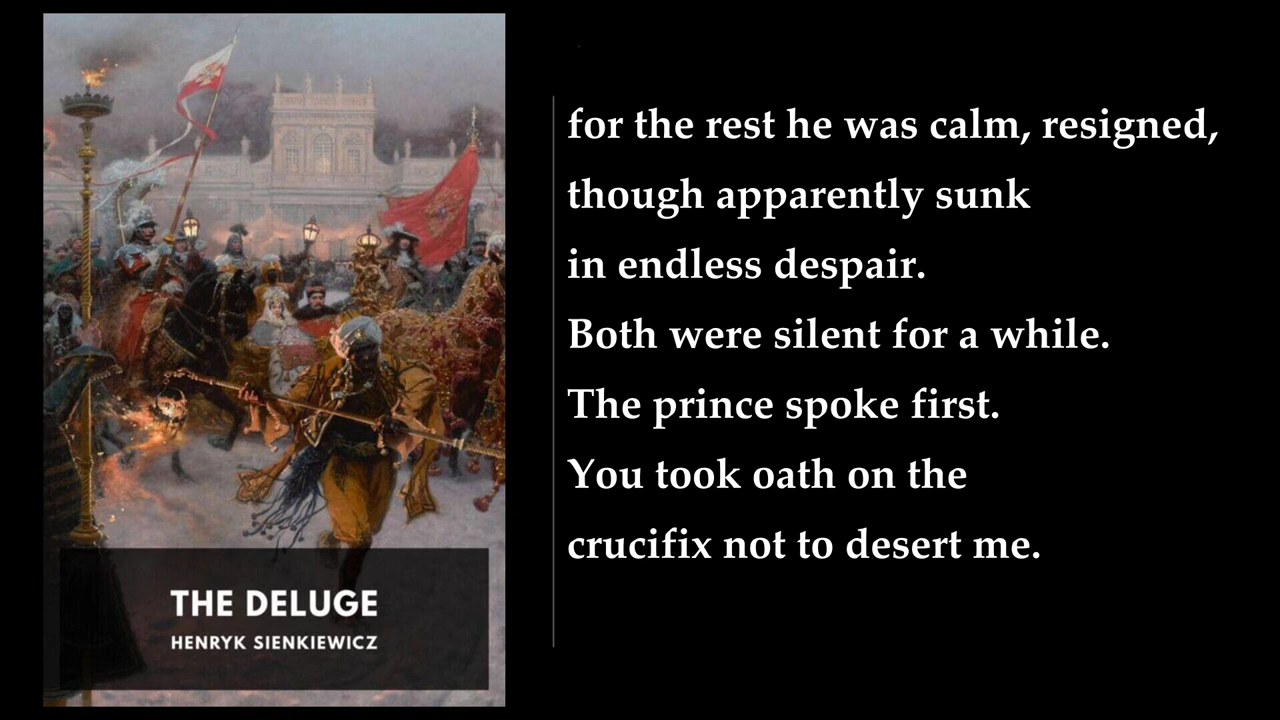 THE DELUGE
HENRYK SIENKIEWICZ
for the rest he was calm, resigned,
though apparently sunk
in endless despair.
Both were silent for a while.
The prince spoke first.
You took oath on the
crucifix not to desert me.